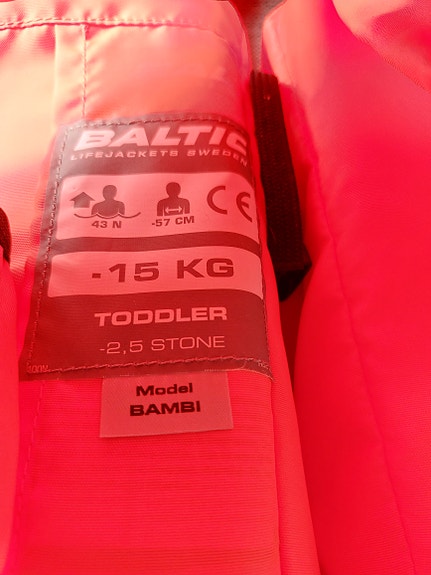 BALTIC
LIFEJACKETS SWEDEN
43 N
-57 CM
CE
-15 KG
TODDLER
-2,5 STONE
Model
BAMBI